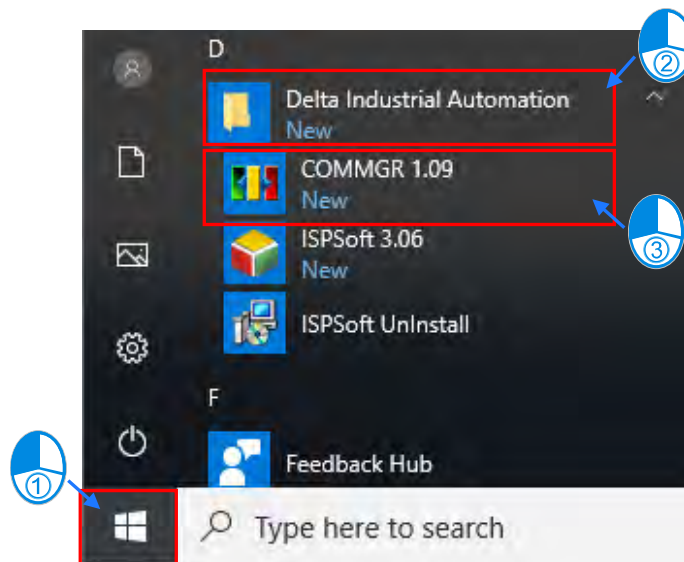 D
②
Delta Industrial Automation
New
COMMGR 1.09
New
③
ISPSoft 3.06
New
ISPSoft UnInstall
F
Feedback Hub
①
Type here to search